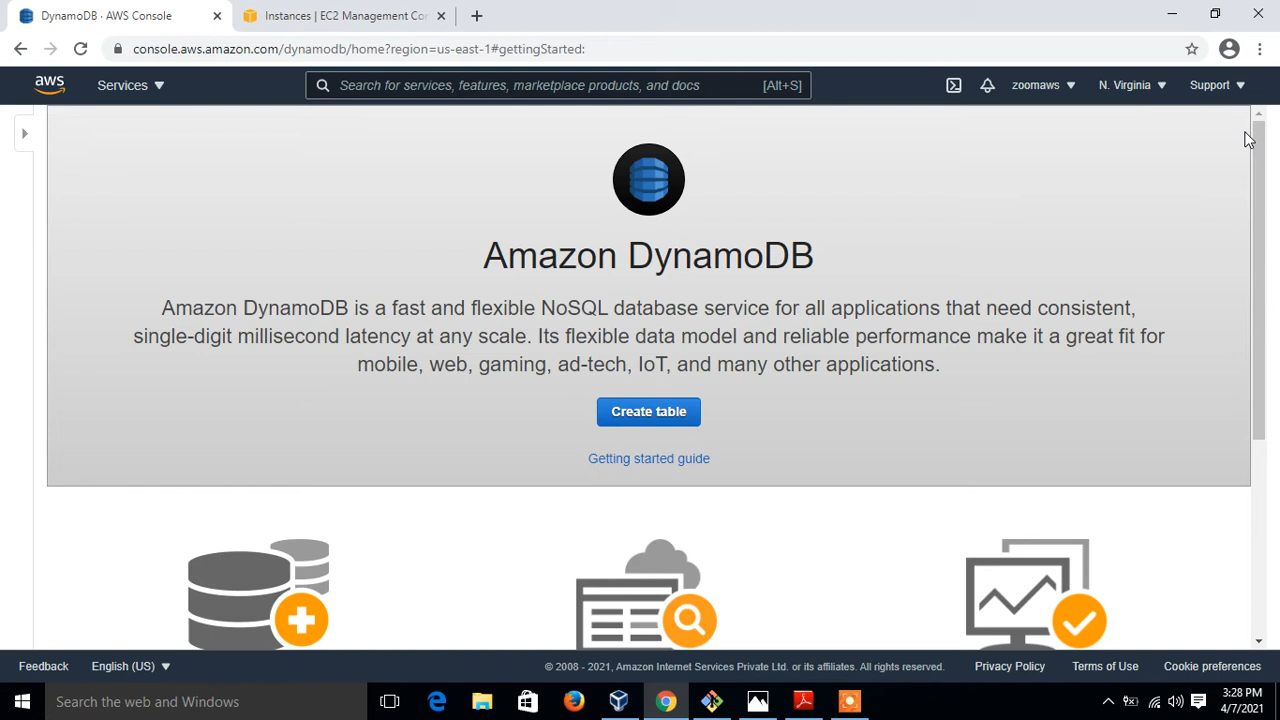 DynamoDB · AWS Console
Instances | EC2 Management Con
console.aws.amazon.com/dynamodb/home?region=us-east-1#gettingStarted:
aws
Services
Search for services, features, marketplace products, and docs
[Alt+S]
zoomaws
N. Virginia
Support
Amazon DynamoDB
Amazon DynamoDB is a fast and flexible NoSQL database service for all applications that need consistent,
single-digit millisecond latency at any scale. Its flexible data model and reliable performance make it a great fit for
mobile, web, gaming, ad-tech, IoT, and many other applications.
Create table
Getting started guide
Feedback
English (US)
© 2008 - 2021, Amazon Internet Services Private Ltd. or its affiliates. All rights reserved.
Privacy Policy
Terms of Use
Cookie preferences
Search the web and Windows
3:28 PM
4/7/2021